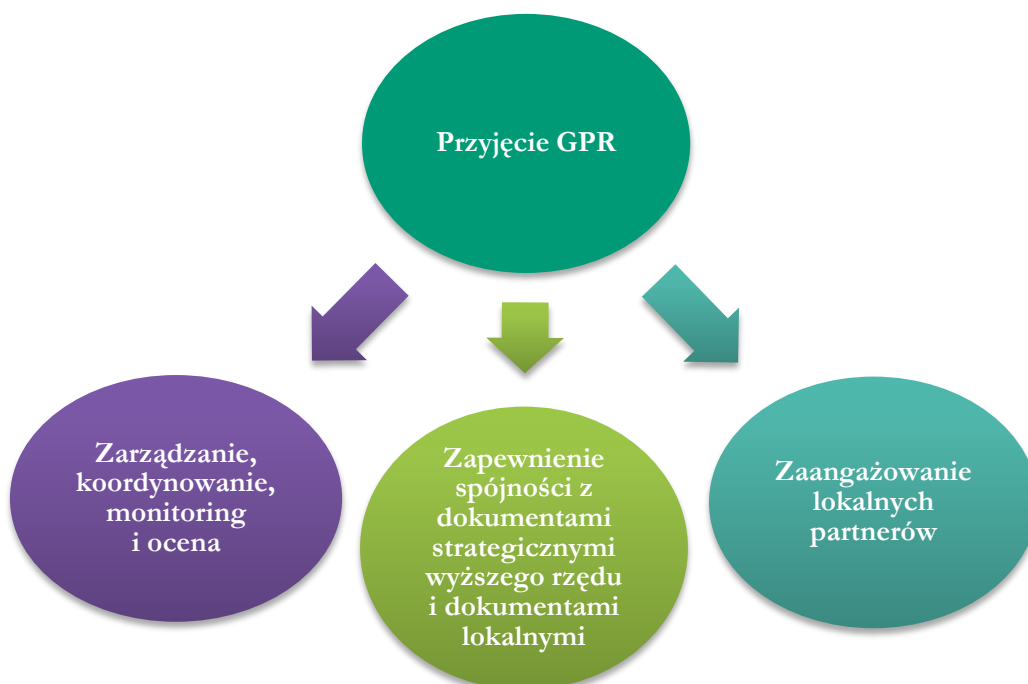 Przyjęcie GPR
Zarządzanie,
koordynowanie,
monitoring
i ocena
Zapewnienie
spójności z
dokumentami
strategicznymi
wyższego rzędu
i dokumentami
lokalnymi
Zaangażowanie
lokalnych
partnerów